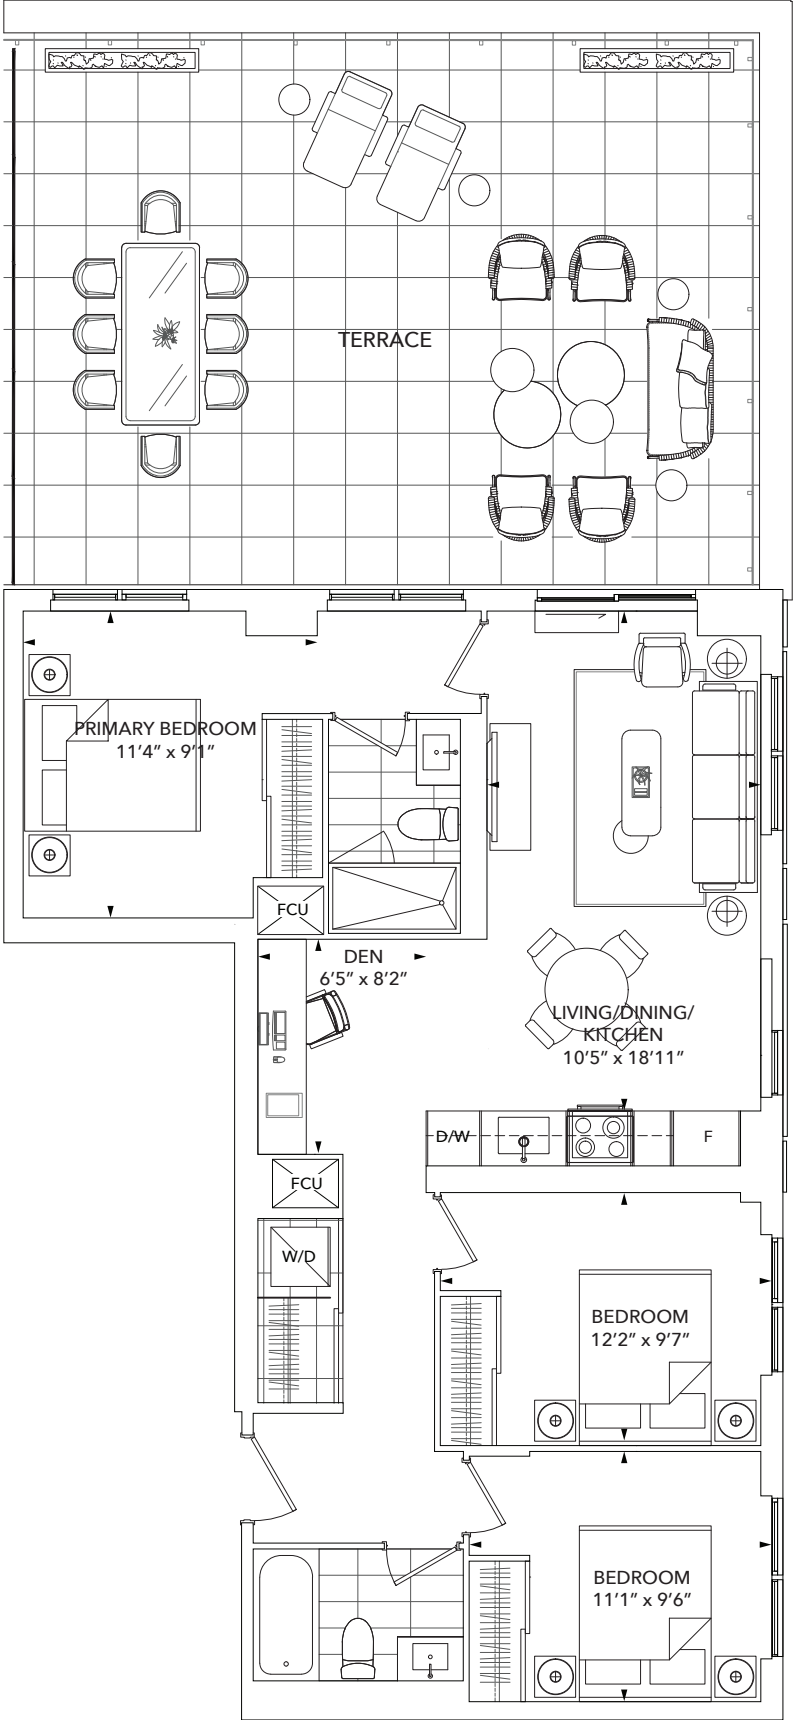 TERRACE
PRIMARY BEDROOM
11’4” x 9’1”
FCU
DEN
6’5” x 8’2”
LIVING/DINING/
KITCHEN
10’5” x 18’11”
D/W
F
FCU
W/D
BEDROOM
12’2” x 9’7”
BEDROOM
11’1” x 9’6”